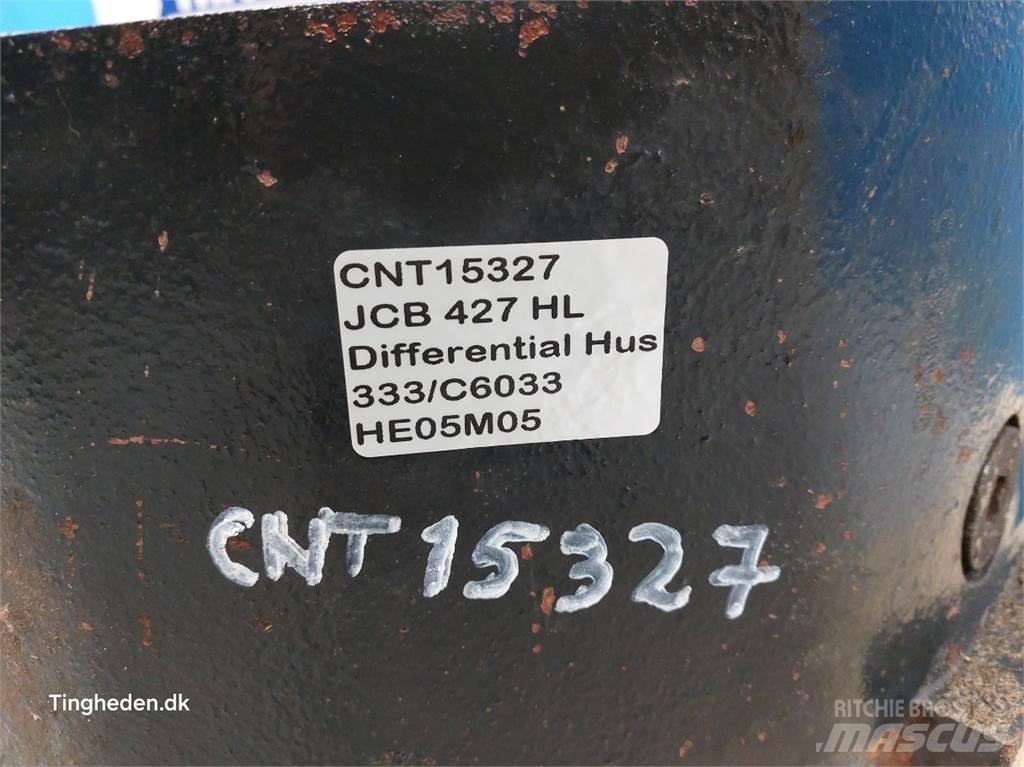 CNT15327
JCB 427 HL
Differential Hus
333/C6033
HE05M05
CNT15327
Tingheden.dk
RITCHIE BROS
MASCUS